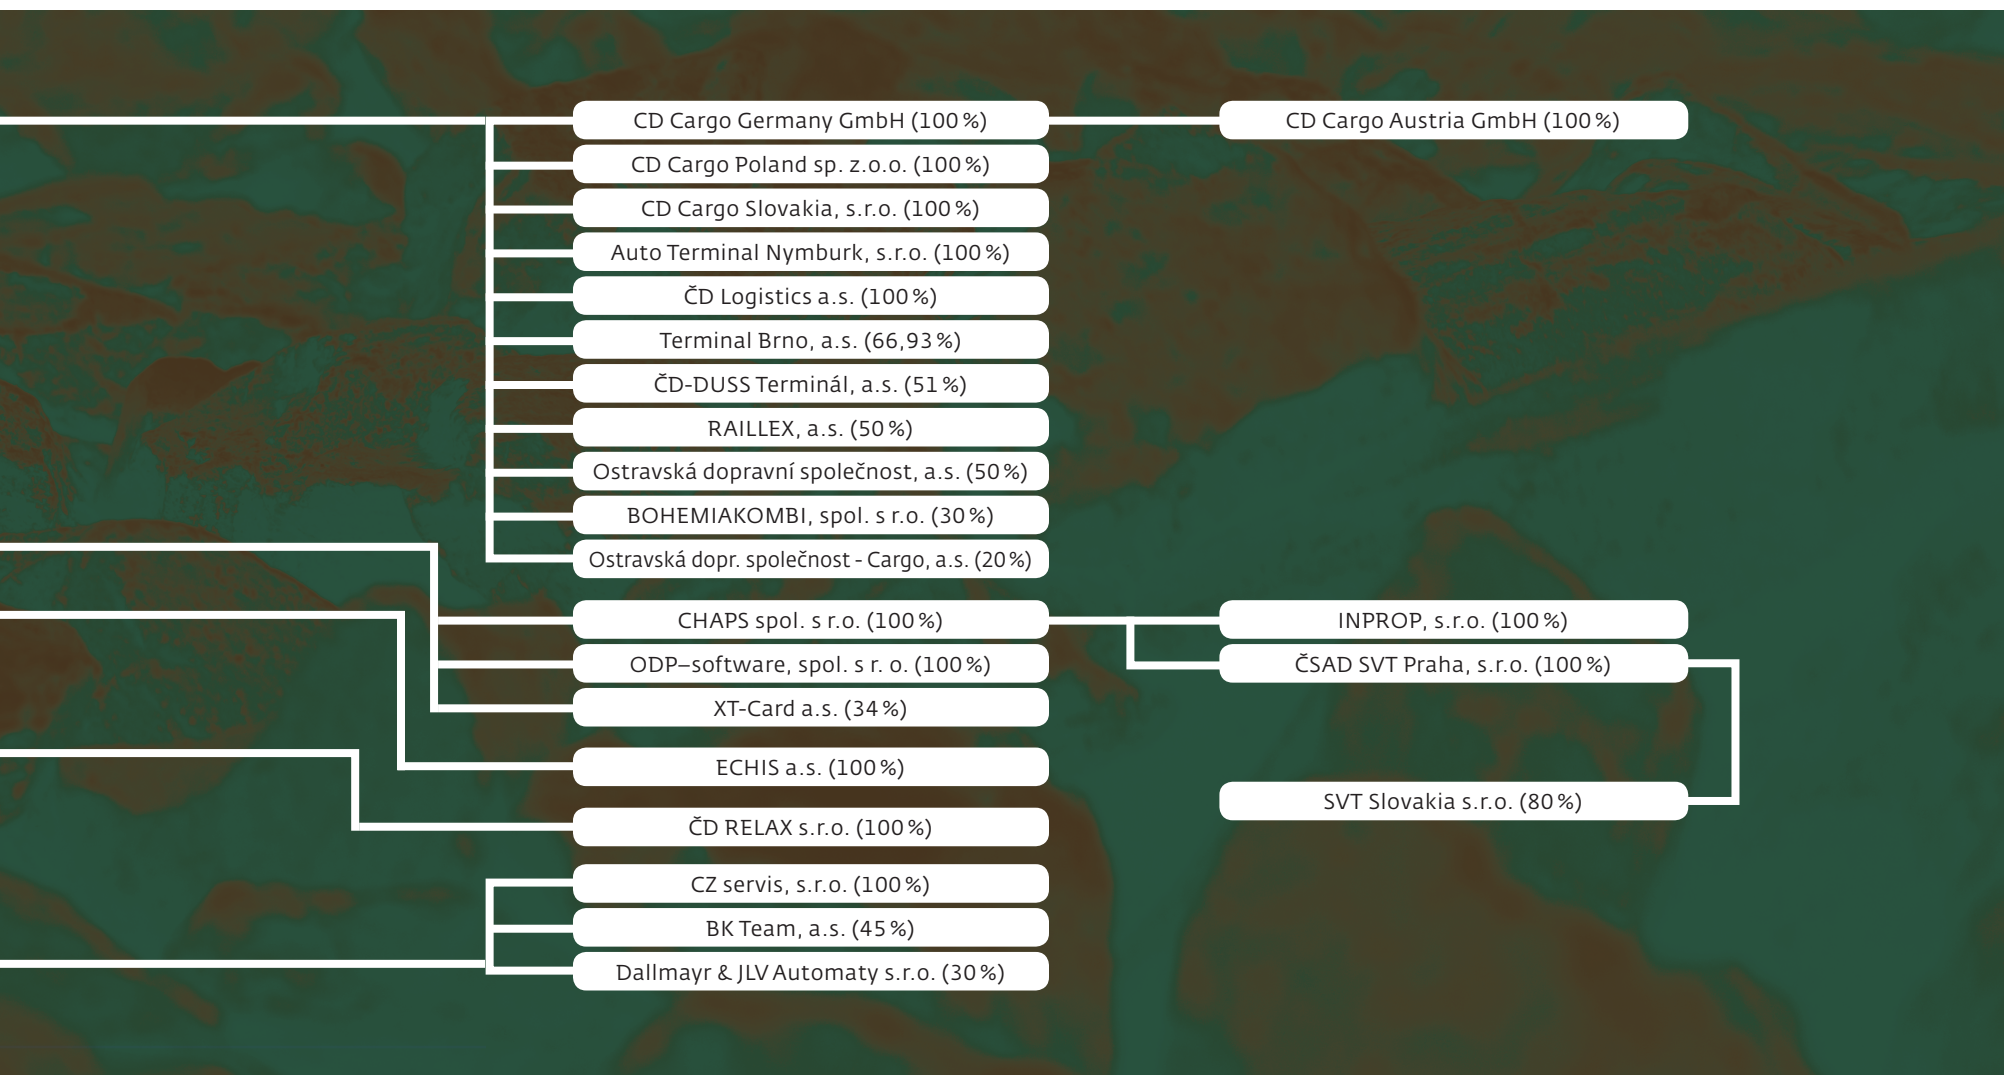 CD Cargo Germany GmbH (100 %)
CD Cargo Austria GmbH (100 %)
CD Cargo Poland sp. z.o.o. (100 %)
CD Cargo Slovakia, s.r.o. (100 %)
Auto Terminal Nymburk, s.r.o. (100 %)
ČD Logistics a.s. (100 %)
Terminal Brno, a.s. (66,93 %)
ČD-DUSS Terminál, a.s. (51 %)
RAILLEX, a.s. (50 %)
Ostravská dopravní společnost, a.s. (50 %)
BOHEMIAKOMBI, spol. s r.o. (30 %)
Ostravská dopr. společnost - Cargo, a.s. (20 %)
CHAPS spol. s r.o. (100 %)
INPROP, s.r.o. (100 %)
ODP–software, spol. s r. o. (100 %)
ČSAD SVT Praha, s.r.o. (100 %)
XT-Card a.s. (34 %)
ECHIS a.s. (100 %)
SVT Slovakia s.r.o. (80 %)
ČD RELAX s.r.o. (100 %)
CZ servis, s.r.o. (100 %)
BK Team, a.s. (45 %)
Dallmayr & JLV Automaty s.r.o. (30 %)